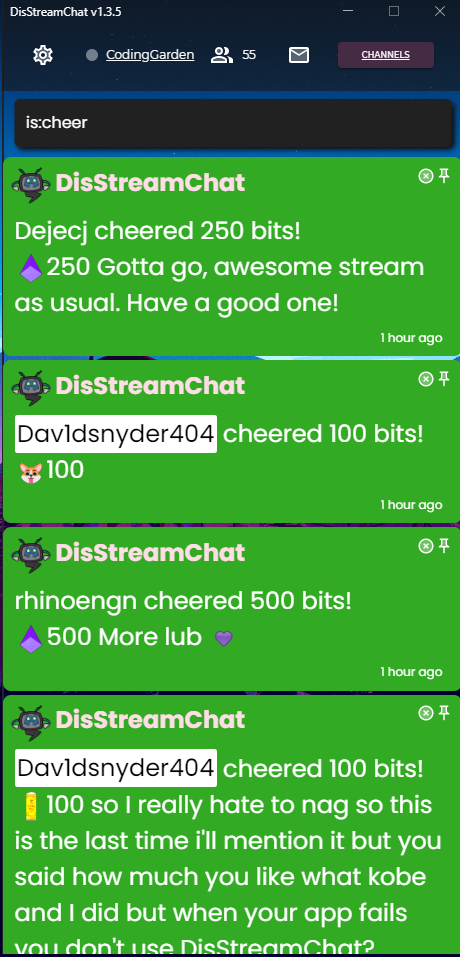 DisStreamChat v1.3.5
CodingGarden 55 CHANNELS
is:cheer
DisStreamChat
Dejecj cheered 250 bits!
250 Gotta go, awesome stream
as usual. Have a good one!
1 hour ago
DisStreamChat
Dav1dsnyder404 cheered 100 bits!
100
1 hour ago
DisStreamChat
rhinoengn cheered 500 bits!
500 More lub
1 hour ago
DisStreamChat
Dav1dsnyder404 cheered 100 bits!
100 so I really hate to nag so this
is the last time i'll mention it but you
said how much you like what kobe
and I did but when your app fails
you don't use DisStreamChat?